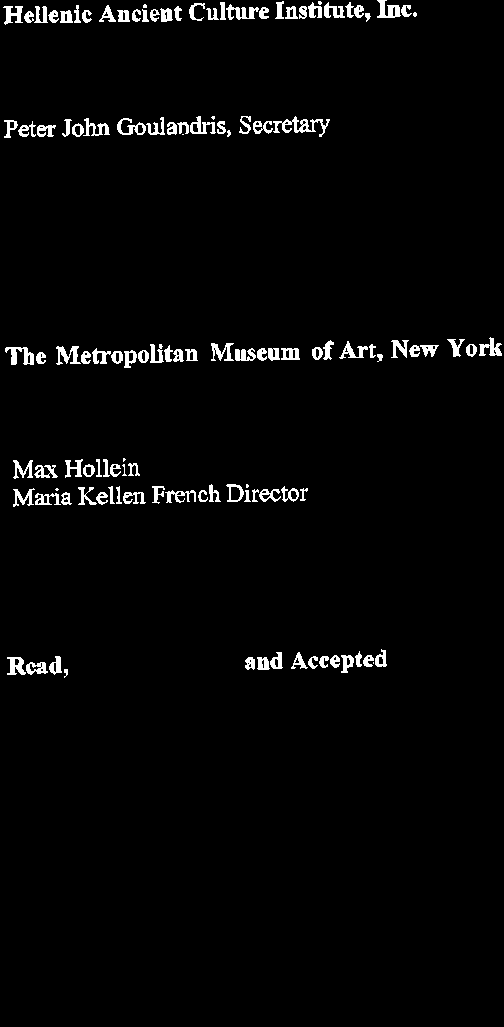 Hellenic Ancient Culture Institute, Inc.
Peter John Goulandris, Secretary
The Metropolitan Museum of Art, New York
Max Hollein
Maria Kellen French Director
Read, and Accepted